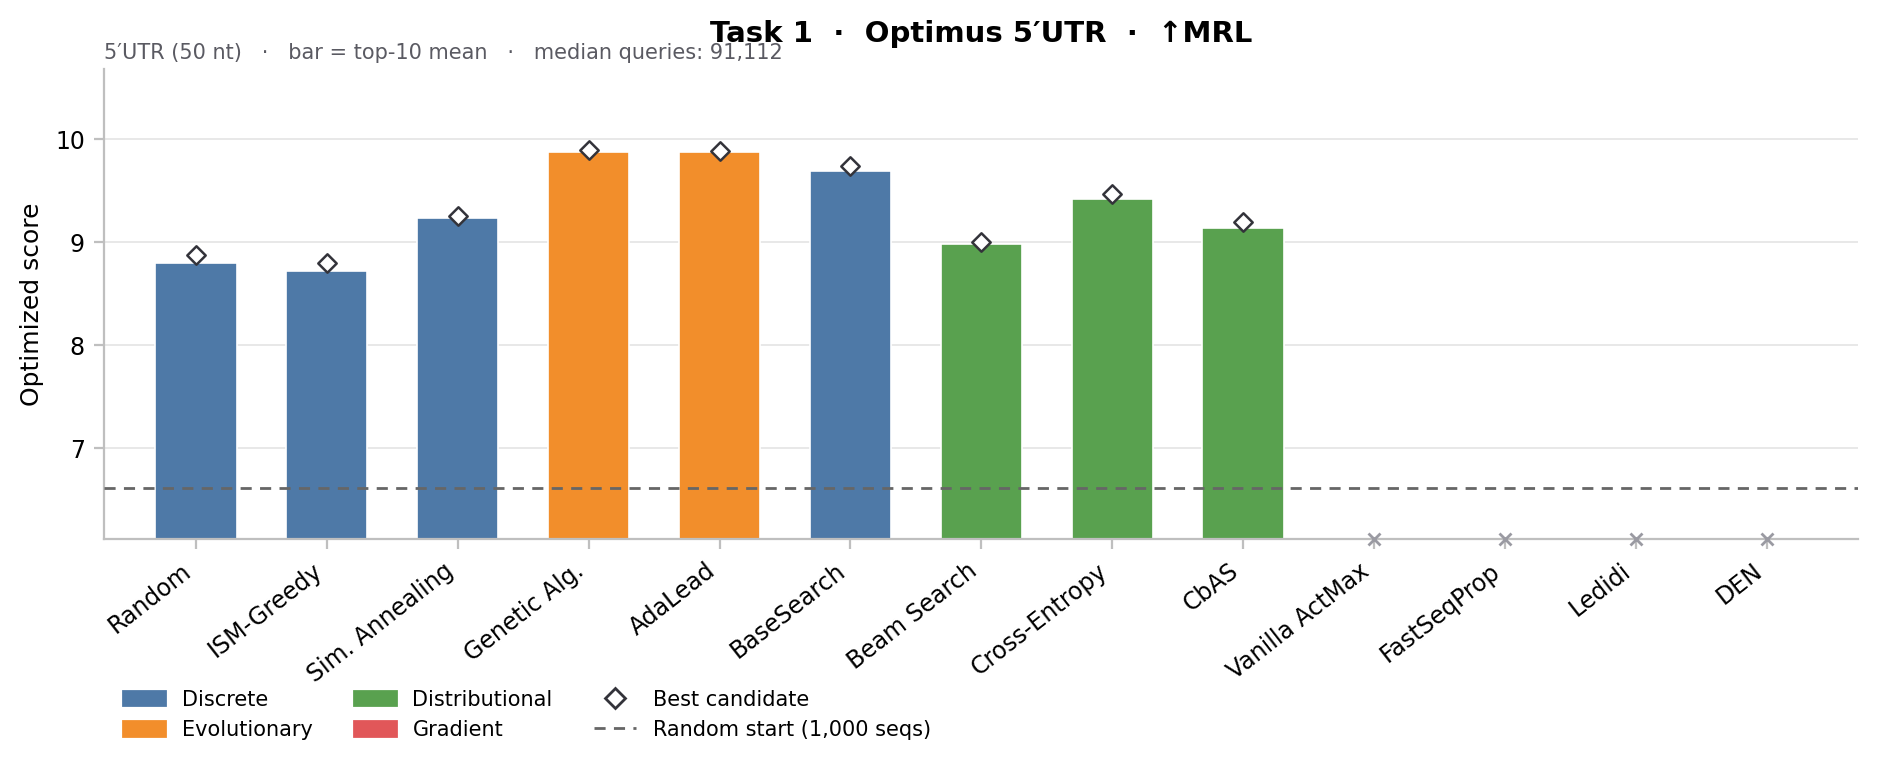 Task 1 · Optimus 5′UTR · ↑MRL
5′UTR (50 nt) · bar = top-10 mean · median queries: 91,112
Optimized score
10
9
8
7
Random
ISM-Greedy
Sim. Annealing
Genetic Alg.
AdaLead
BaseSearch
Beam Search
Cross-Entropy
CbAS
Vanilla ActMax
FastSeqProp
Ledidi
DEN
Discrete
Evolutionary
Distributional
Gradient
Best candidate
Random start (1,000 seqs)